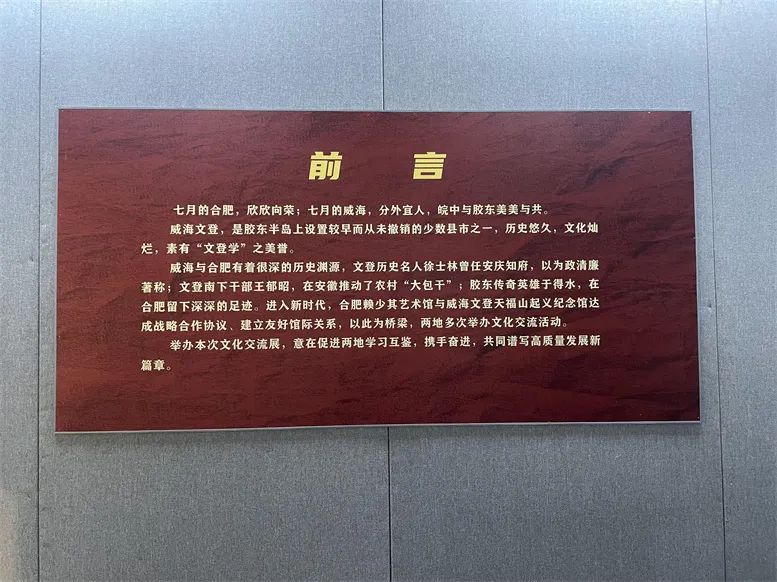 前 言
七月的合肥，欣欣向荣；七月的威海，分外宜人，皖中与胶东美美与共。
威海文登，是胶东半岛上设置较早而从未撤销的少数县市之一，历史悠久，文化灿
烂，素有“文登学”之美誉。
威海与合肥有着很深的历史渊源，文登历史名人徐士林曾任安庆知府，以为政清廉
著称；文登南下干部王郁昭，在安徽推动了农村“大包干”；胶东传奇英雄于得水，在
合肥留下深深的足迹。进入新时代，合肥赖少其艺术馆与威海文登天福山起义纪念馆达
成战略合作协议、建立友好馆际关系，以此为桥梁，两地多次举办文化交流活动。
举办本次文化交流展，意在促进两地学习互鉴，携手奋进，共同谱写高质量发展新
篇章。